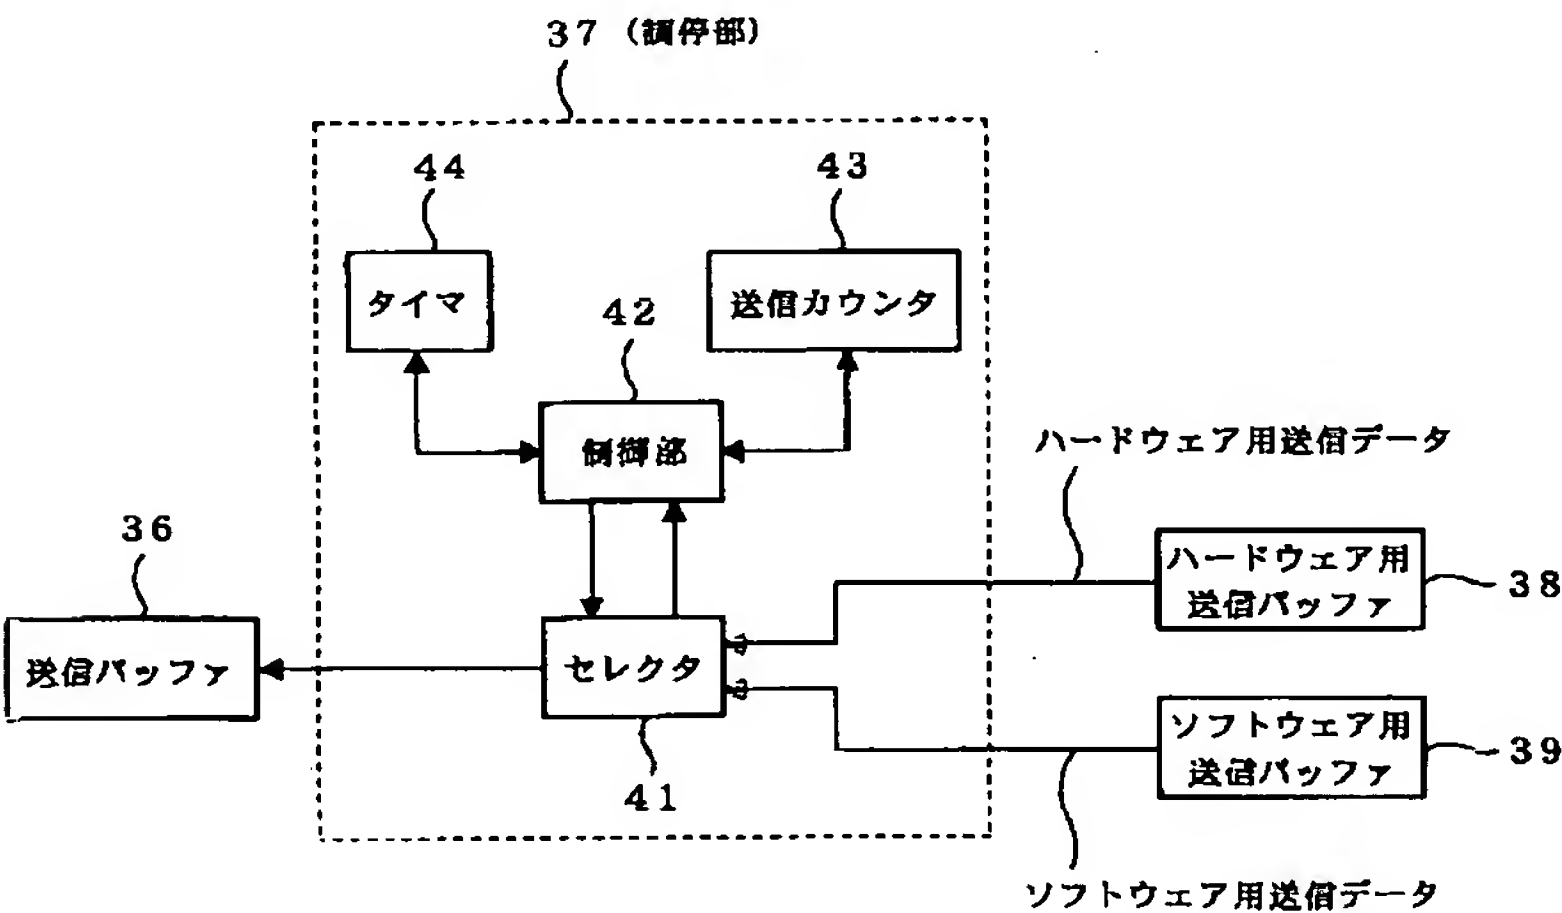 37（調停部）
44
43
タイマ
送信カウンタ
42
制御部
ハードウェア用送信データ
36
ハードウェア用
送信バッファ
38
送信バッファ
セレクタ
ソフトウェア用
送信バッファ
39
41
ソフトウェア用送信データ